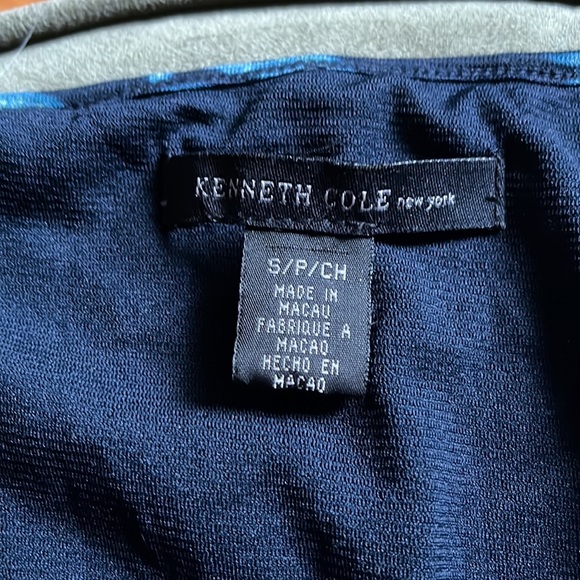 KENNETH COLE new york
S/P/CH
MADE IN
MACAU
FABRIQUE A
MACAO
HECHO EN
MACAO